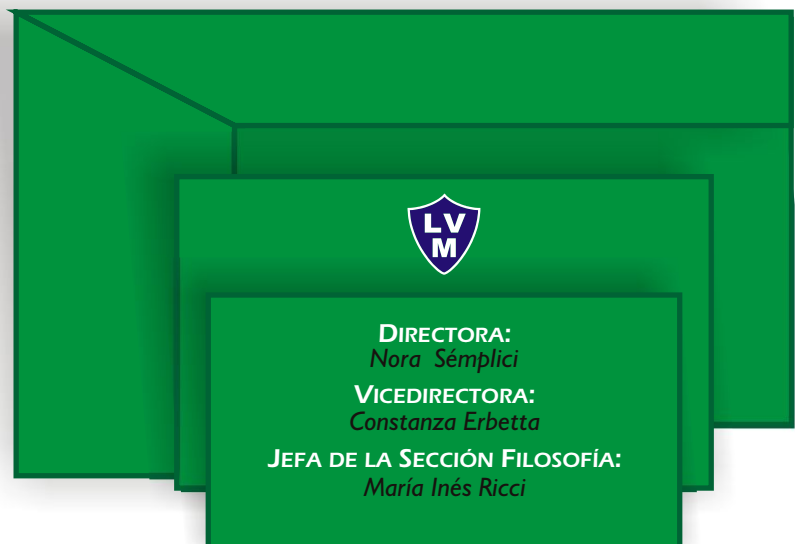 LV
M
DIRECTORA:
Nora Sémplici
VICEDIRECTORA:
Constanza Erbetta
JEFA DE LA SECCIÓN FILOSOFÍA:
María Inés Ricci